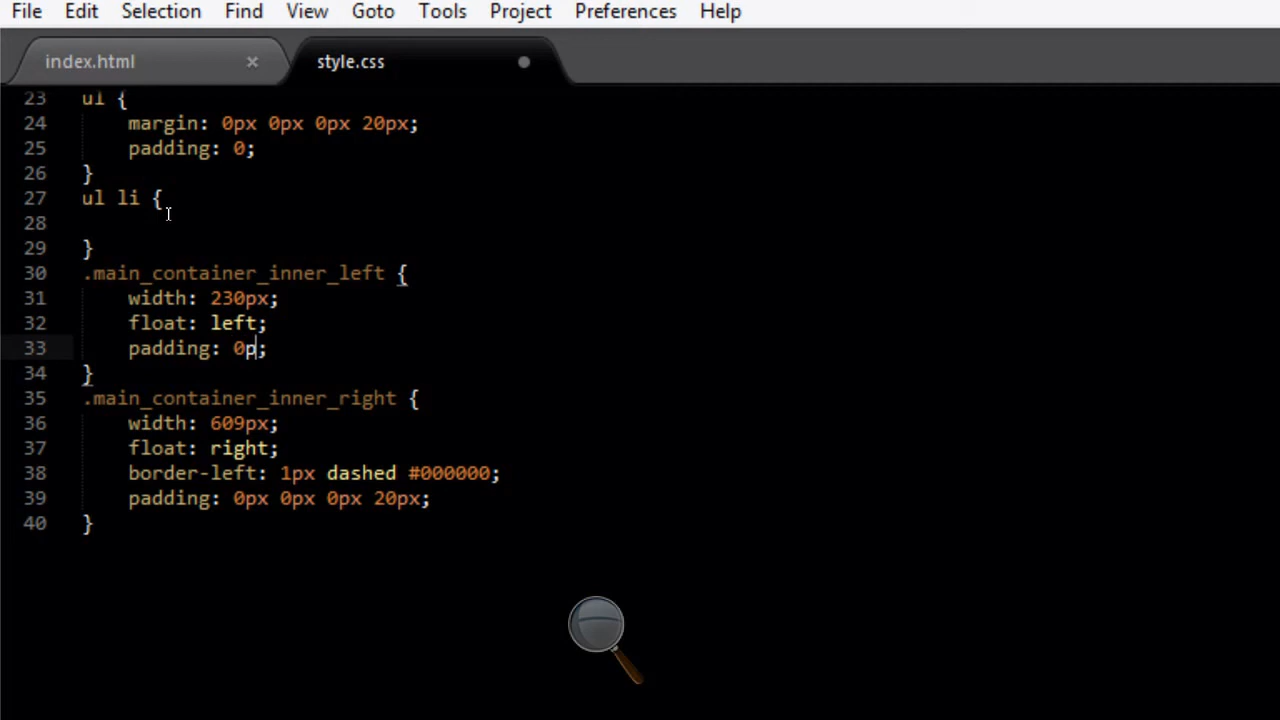 File Edit Selection Find View Goto Tools Project Preferences Help
index.html × style.css
23 ul {
24 margin: 0px 0px 0px 20px;
25 padding: 0;
26 }
27 ul li {
28
29 }
30 .main_container_inner_left {
31 width: 230px;
32 float: left;
33 padding: 0p;
34 }
35 .main_container_inner_right {
36 width: 609px;
37 float: right;
38 border-left: 1px dashed #000000;
39 padding: 0px 0px 0px 20px;
40 }